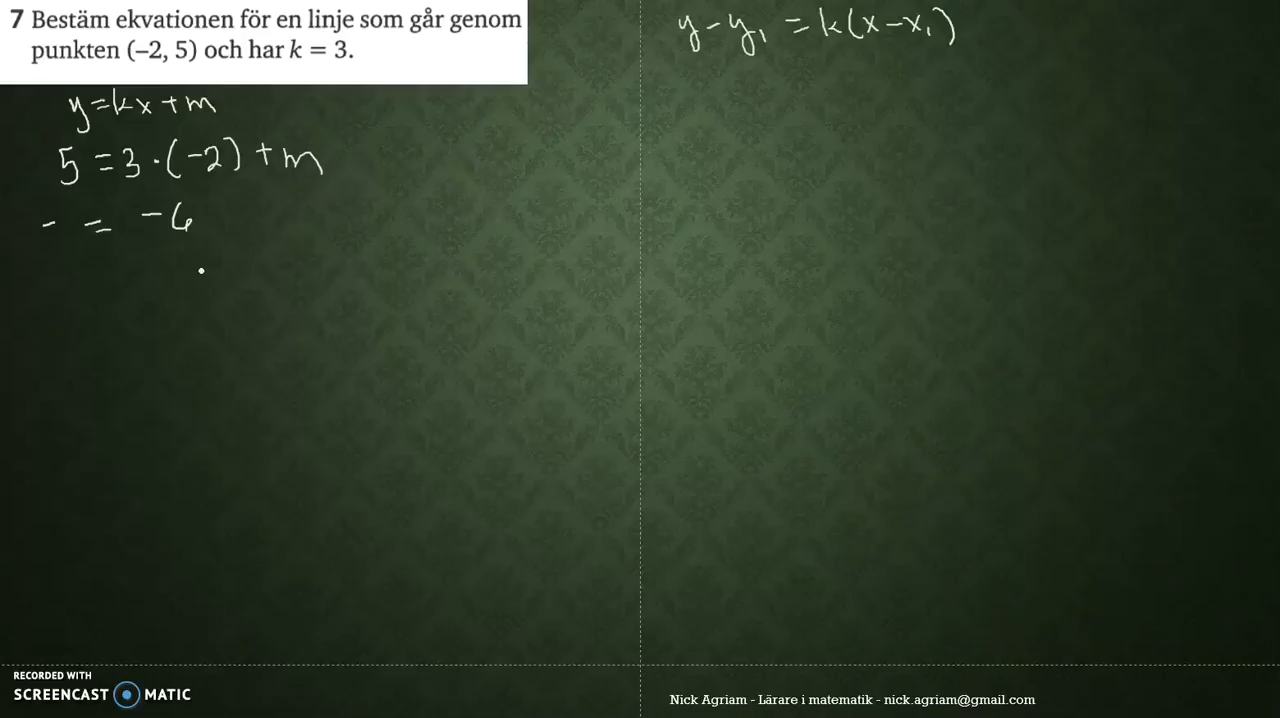 7 Bestäm ekvationen för en linje som går genom
punkten (–2, 5) och har k = 3.
y = kx + m
5 = 3 · (-2) + m
- = -6
y - y₁ = k(x - x₁)
RECORDED WITH
SCREENCAST MATIC
Nick Agriam - Lärare i matematik - nick.agriam@gmail.com